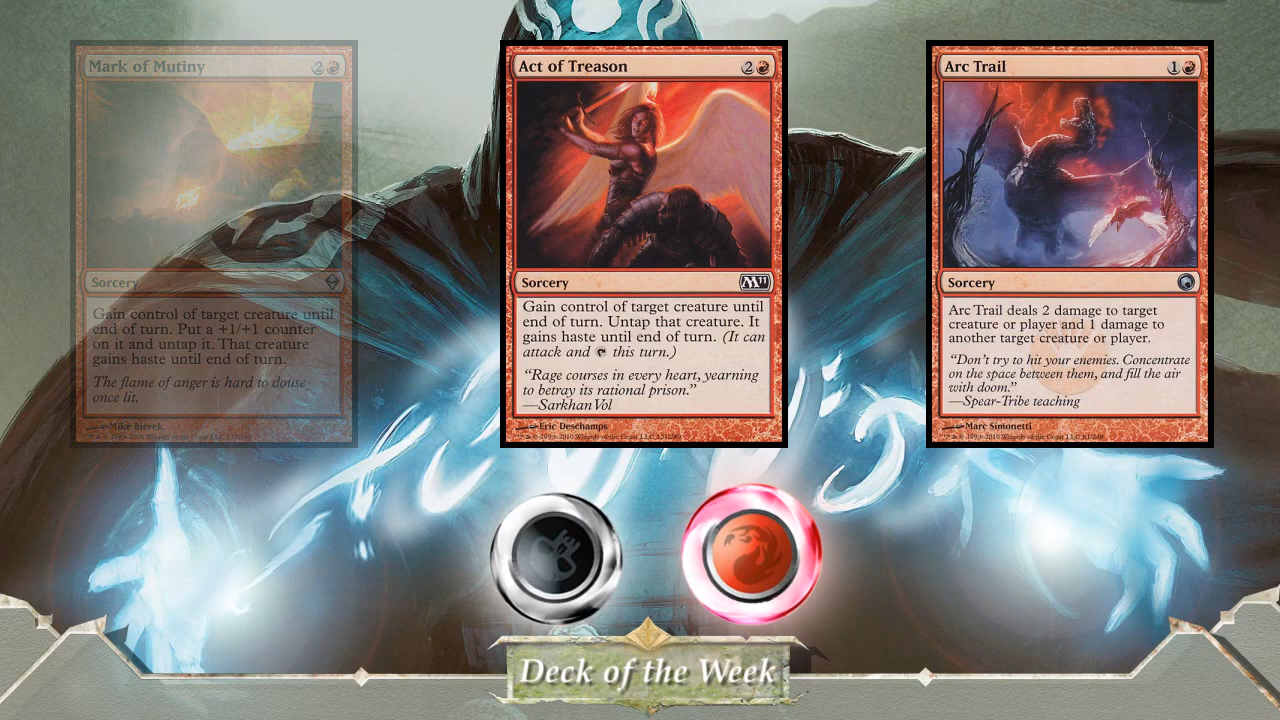 Mark of Mutiny
2
Sorcery
Gain control of target creature until
end of turn. Put a +1/+1 counter
on it and untap it. That creature
gains haste until end of turn.
The flame of anger is hard to douse
once lit.
Mike Bierek
Act of Treason
2
Sorcery
M11
Gain control of target creature until
end of turn. Untap that creature. It
gains haste until end of turn. (It can
attack and this turn.)
“Rage courses in every heart, yearning
to betray its rational prison.”
—Sarkhan Vol
Eric Deschamps
Arc Trail
1
Sorcery
Arc Trail deals 2 damage to target
creature or player and 1 damage to
another target creature or player.
“Don’t try to hit your enemies. Concentrate
on the space between them, and fill the air
with doom.”
—Spear-Tribe teaching
Marc Simonetti
Deck of the Week